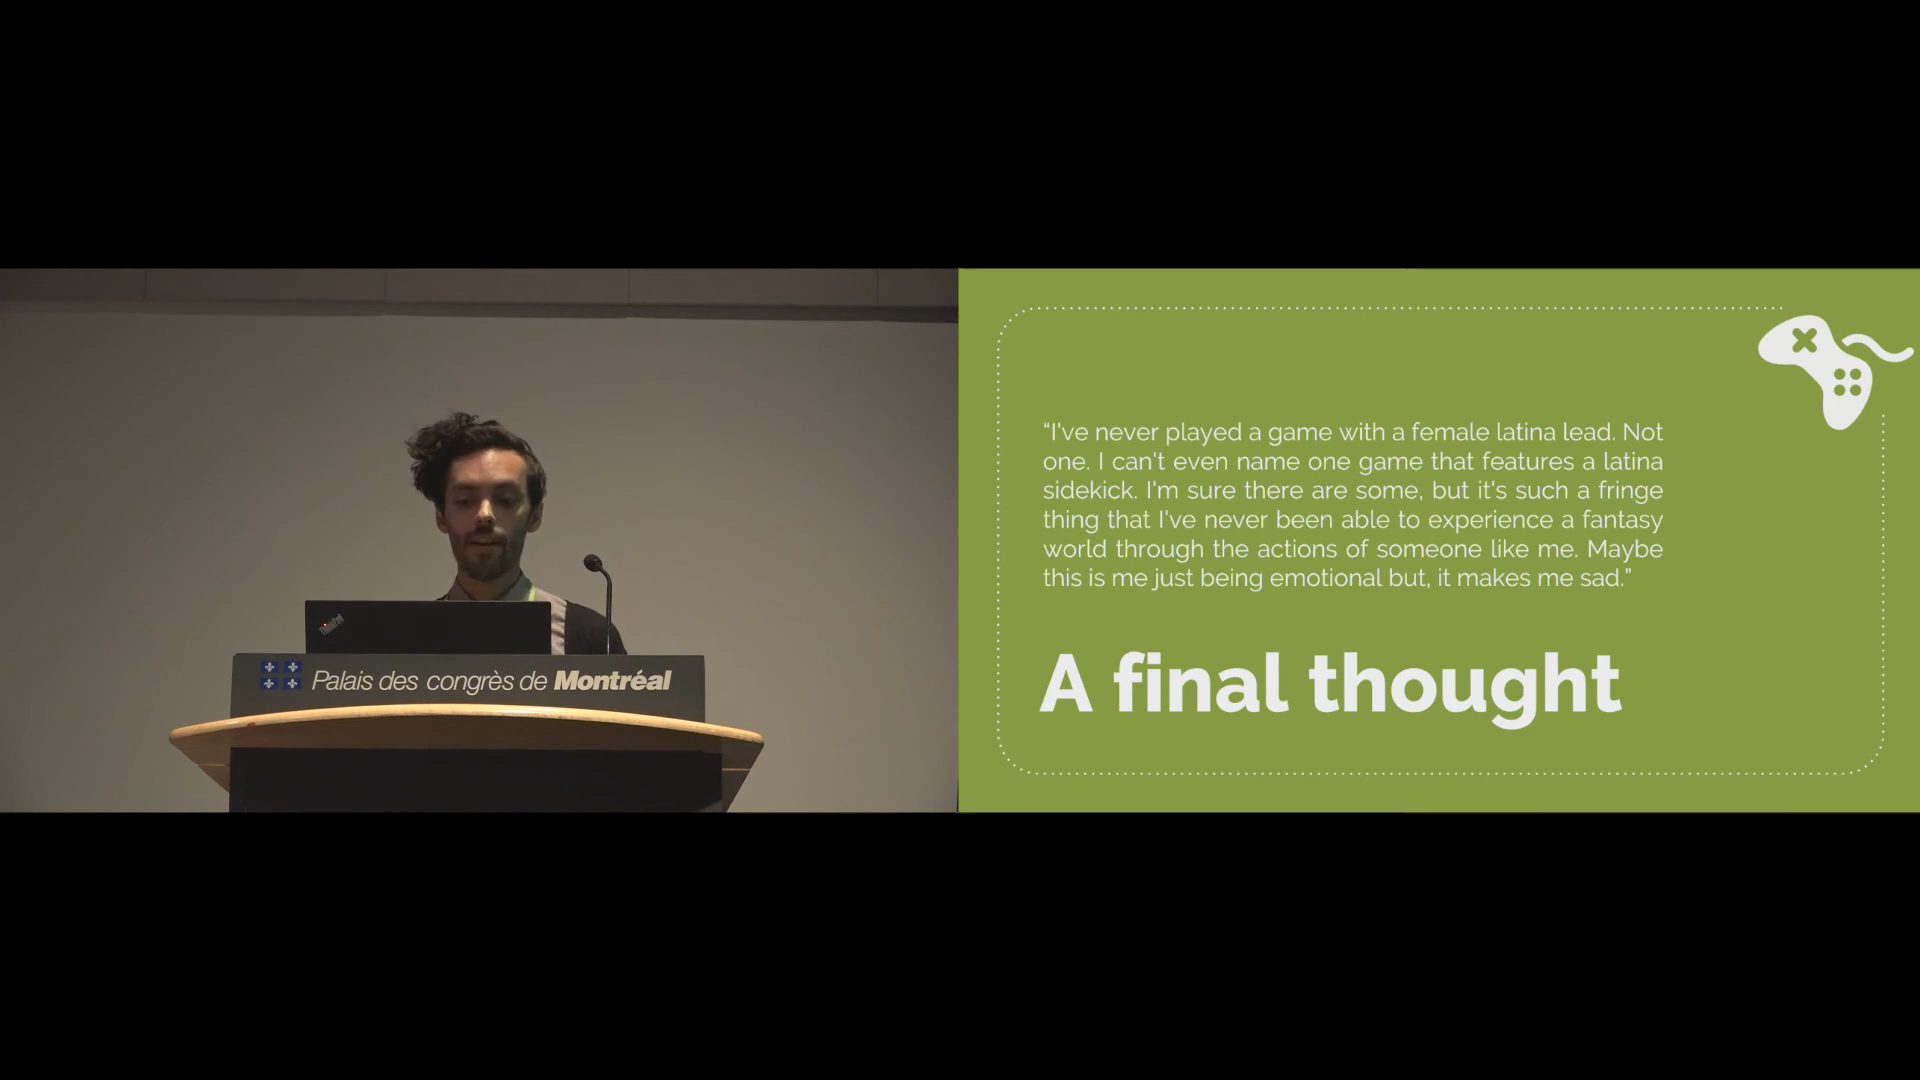 ThinkPad
Palais des congrès de Montréal
“I've never played a game with a female latina lead. Not
one. I can't even name one game that features a latina
sidekick. I'm sure there are some, but it's such a fringe
thing that I've never been able to experience a fantasy
world through the actions of someone like me. Maybe
this is me just being emotional but, it makes me sad.”
A final thought